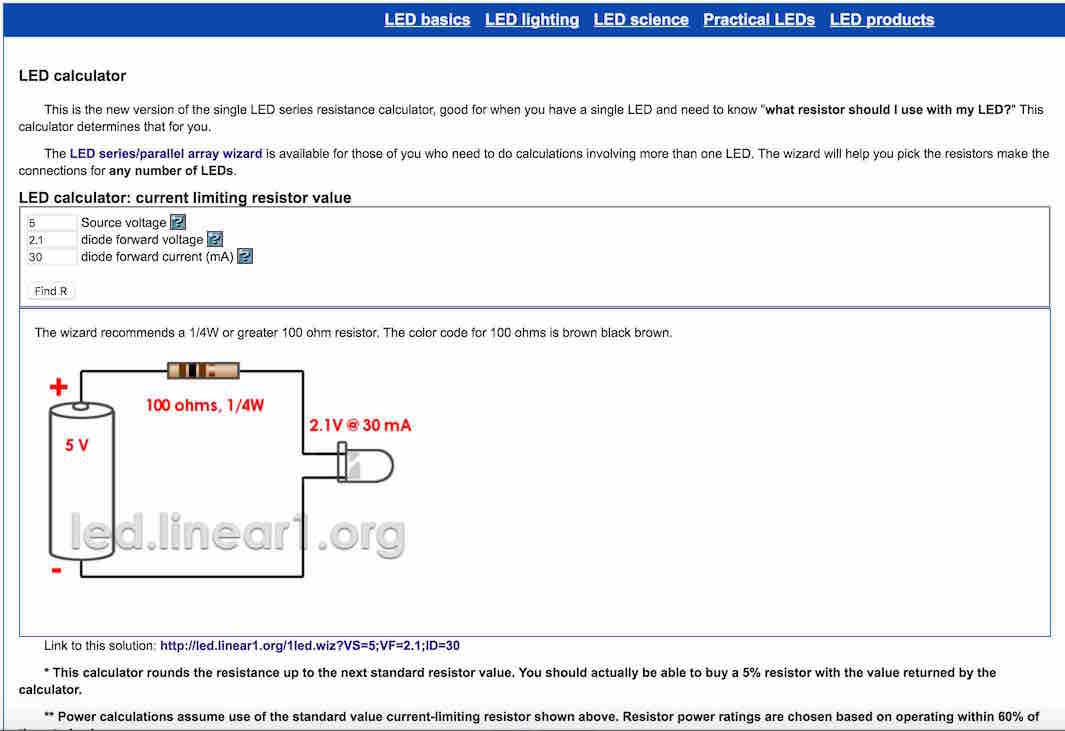 LED basics LED lighting LED science Practical LEDs LED products
LED calculator
This is the new version of the single LED series resistance calculator, good for when you have a single LED and need to know "what resistor should I use with my LED?" This
calculator determines that for you.
The LED series/parallel array wizard is available for those of you who need to do calculations involving more than one LED. The wizard will help you pick the resistors make the
connections for any number of LEDs.
LED calculator: current limiting resistor value
5 Source voltage ?
2.1 diode forward voltage ?
30 diode forward current (mA) ?
Find R
The wizard recommends a 1/4W or greater 100 ohm resistor. The color code for 100 ohms is brown black brown.
+
100 ohms, 1/4W
2.1V @ 30 mA
5 V
led.linear1.org
-
Link to this solution: http://led.linear1.org/1led.wiz?VS=5;VF=2.1;ID=30
* This calculator rounds the resistance up to the next standard resistor value. You should actually be able to buy a 5% resistor with the value returned by the
calculator.
** Power calculations assume use of the standard value current-limiting resistor shown above. Resistor power ratings are chosen based on operating within 60% of